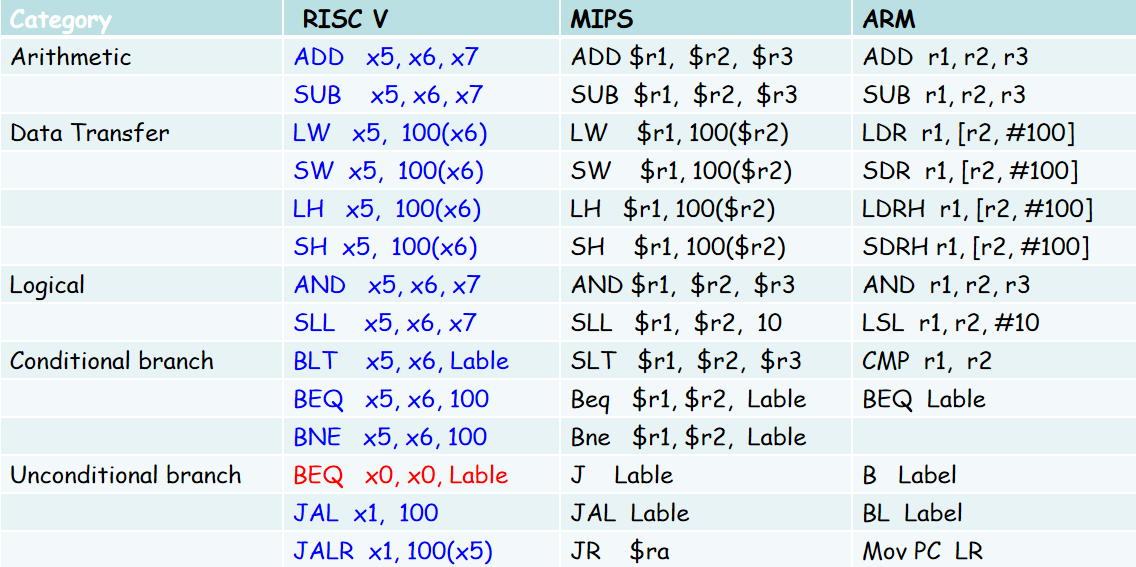 Category RISC V MIPS ARM
Arithmetic ADD x5, x6, x7 ADD $r1, $r2, $r3 ADD r1, r2, r3
SUB x5, x6, x7 SUB $r1, $r2, $r3 SUB r1, r2, r3
Data Transfer LW x5, 100(x6) LW $r1, 100($r2) LDR r1, [r2, #100]
SW x5, 100(x6) SW $r1, 100($r2) SDR r1, [r2, #100]
LH x5, 100(x6) LH $r1, 100($r2) LDRH r1, [r2, #100]
SH x5, 100(x6) SH $r1, 100($r2) SDRH r1, [r2, #100]
Logical AND x5, x6, x7 AND $r1, $r2, $r3 AND r1, r2, r3
SLL x5, x6, x7 SLL $r1, $r2, 10 LSL r1, r2, #10
Conditional branch BLT x5, x6, Lable SLT $r1, $r2, $r3 CMP r1, r2
BEQ x5, x6, 100 Beq $r1, $r2, Lable BEQ Lable
BNE x5, x6, 100 Bne $r1, $r2, Lable
Unconditional branch BEQ x0, x0, Lable J Lable B Label
JAL x1, 100 JAL Lable BL Label
JALR x1, 100(x5) JR $ra Mov PC LR